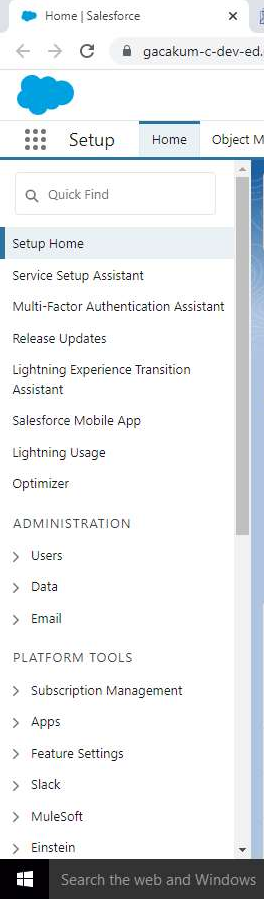 Home | Salesforce
gacakum-c-dev-ed.
Setup
Home
Object M
Quick Find
Setup Home
Service Setup Assistant
Multi-Factor Authentication Assistant
Release Updates
Lightning Experience Transition
Assistant
Salesforce Mobile App
Lightning Usage
Optimizer
ADMINISTRATION
Users
Data
Email
PLATFORM TOOLS
Subscription Management
Apps
Feature Settings
Slack
MuleSoft
Einstein
Search the web and Windows